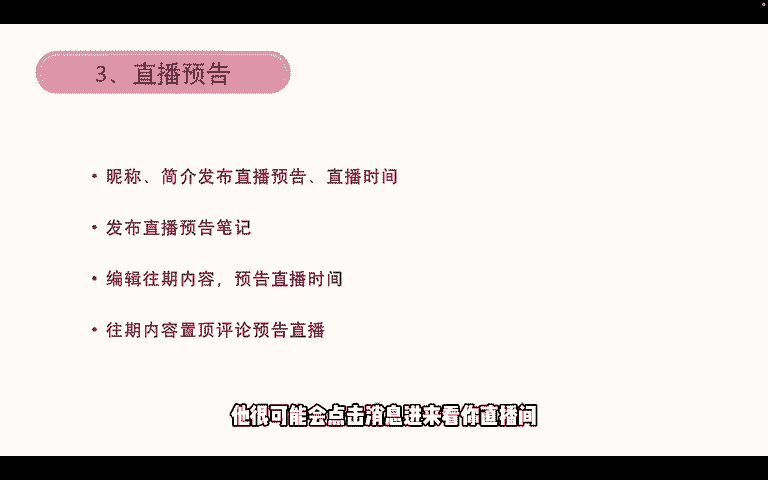 3、直播预告
• 昵称、简介发布直播预告、直播时间
• 发布直播预告笔记
• 编辑往期内容，预告直播时间
• 往期内容置顶评论预告直播
他很可能会点击消息进来看你直播间